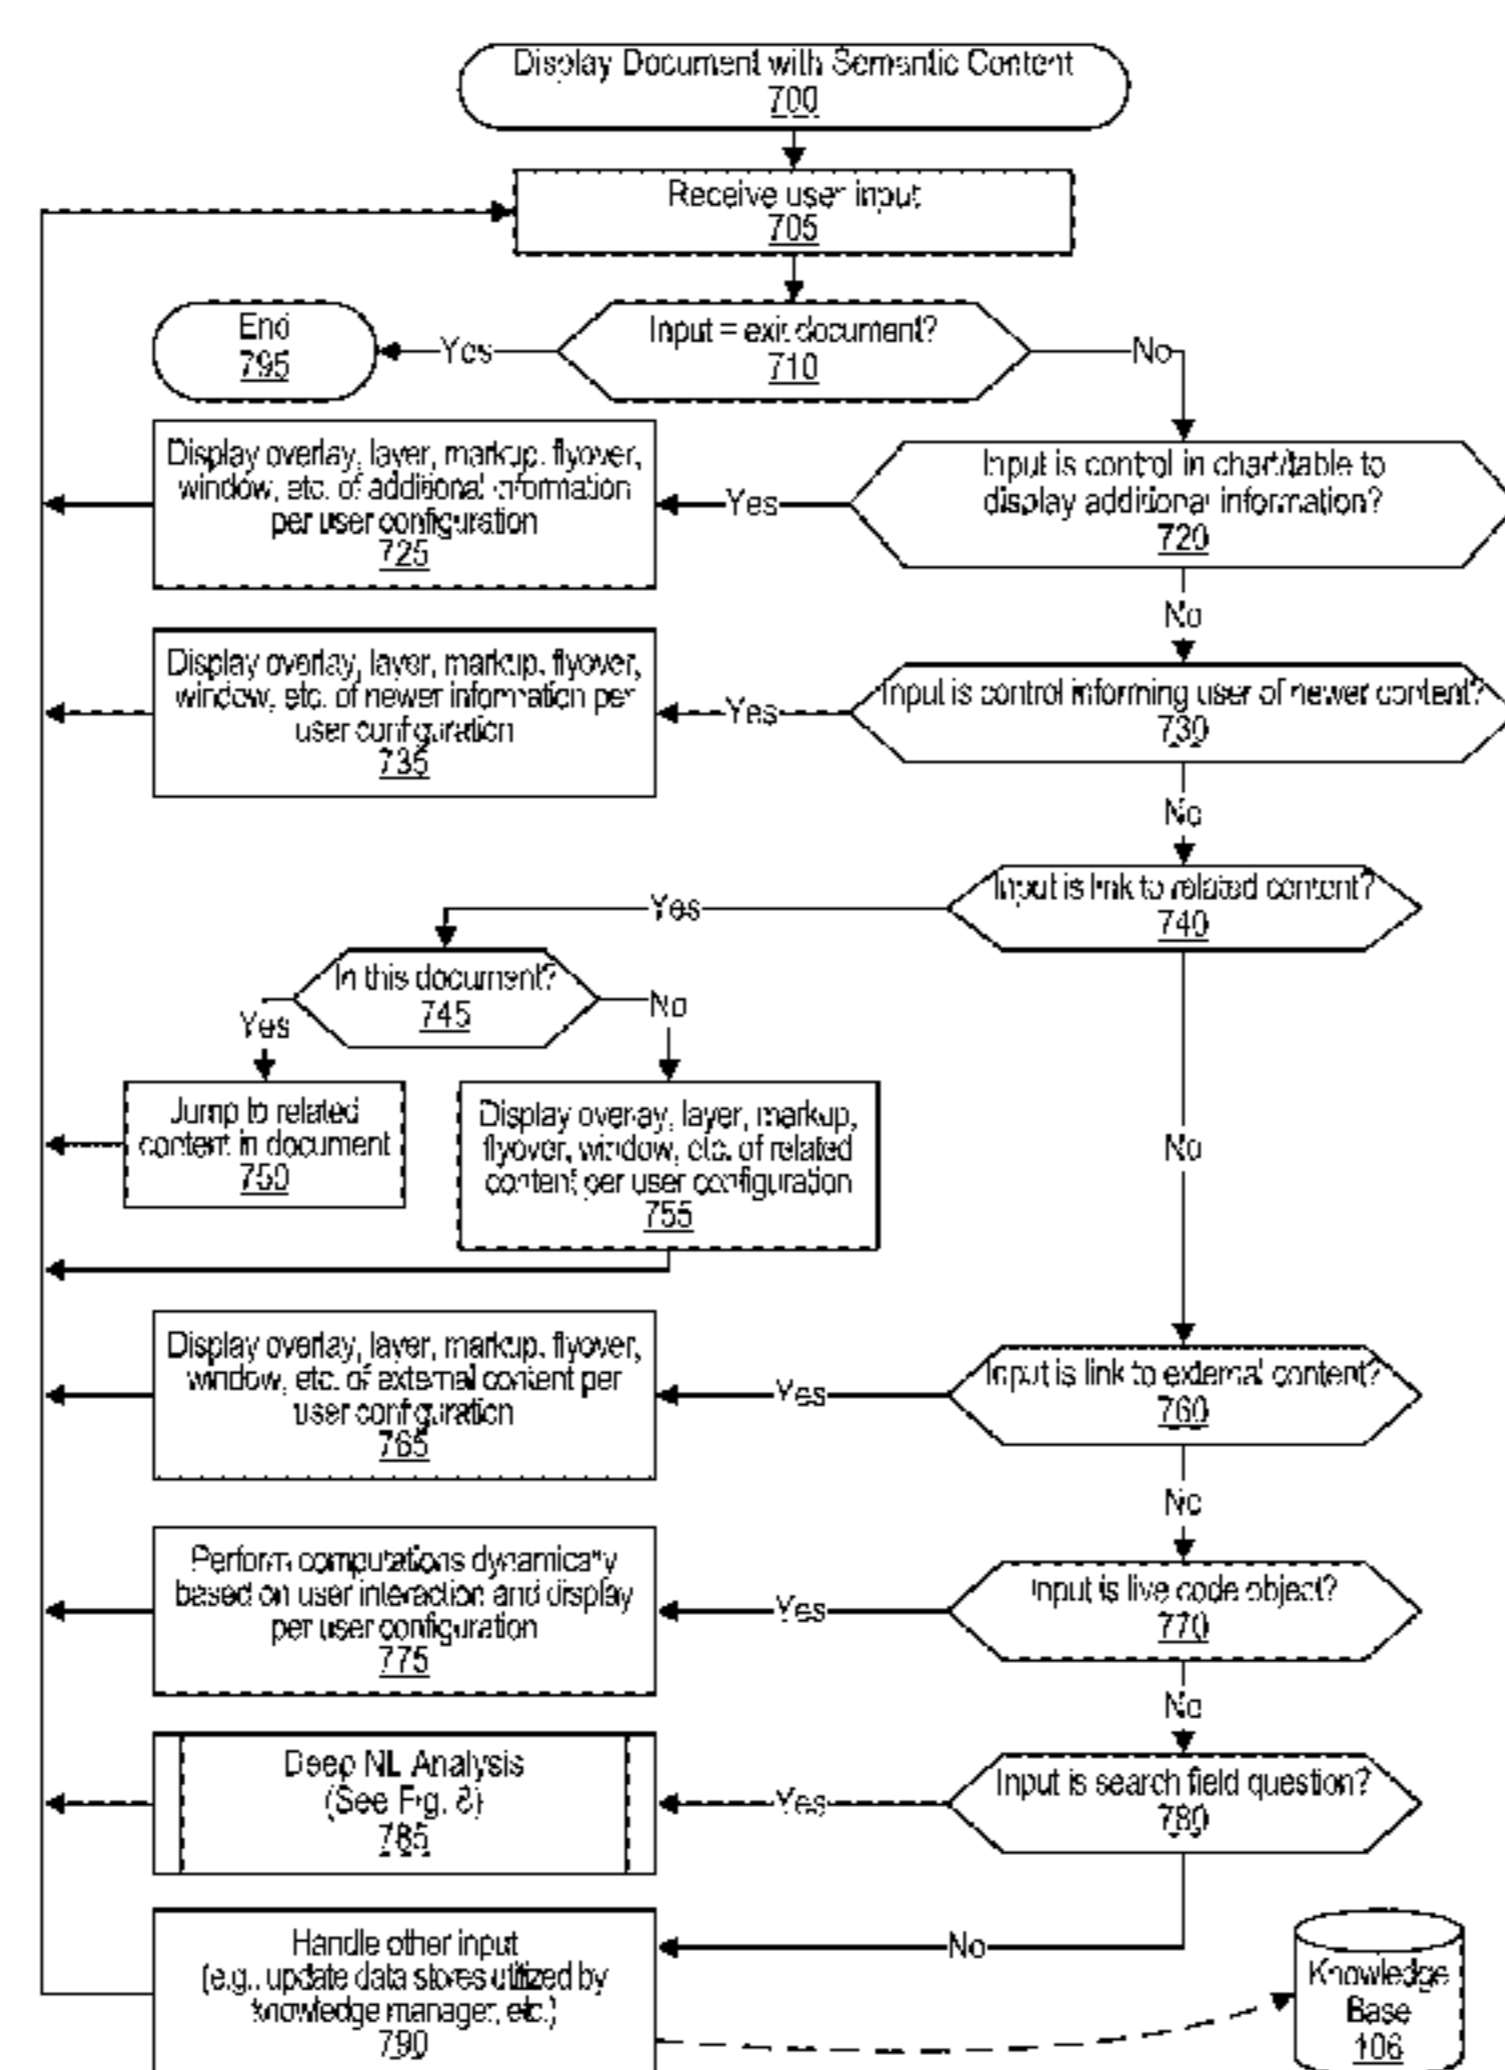 Display Document with Semantic Content
700
Receive user input
705
Input = exit document?
710
Yes
No
End
795
Input is control in chart/table to
display additional information?
720
Yes
No
Display overlay, layer, markup, flyover,
window, etc. of additional information
per user configuration
725
Input is control informing user of newer content?
730
Yes
No
Display overlay, layer, markup, flyover,
window, etc. of newer information per
user configuration
735
Input is link to related content?
740
Yes
No
In this document?
745
Yes
No
Jump to related
content in document
750
Display overlay, layer, markup,
flyover, window, etc. of related
content per user configuration
755
Input is link to external content?
760
Yes
No
Display overlay, layer, markup, flyover,
window, etc. of external content per
user configuration
765
Input is live code object?
770
Yes
No
Perform computations dynamically
based on user interaction and display
per user configuration
775
Input is search field question?
780
Yes
No
Deep NL Analysis
(See Fig. 8)
785
Handle other input
(e.g., update data stores utilized by
knowledge manager, etc.)
790
Knowledge
Base
106